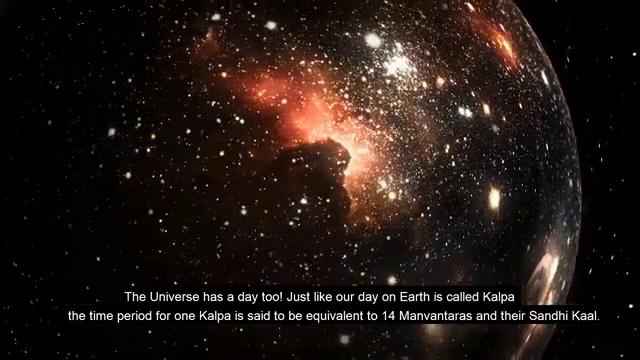 The Universe has a day too! Just like our day on Earth is called Kalpa
the time period for one Kalpa is said to be equivalent to 14 Manvantaras and their Sandhi Kaal.